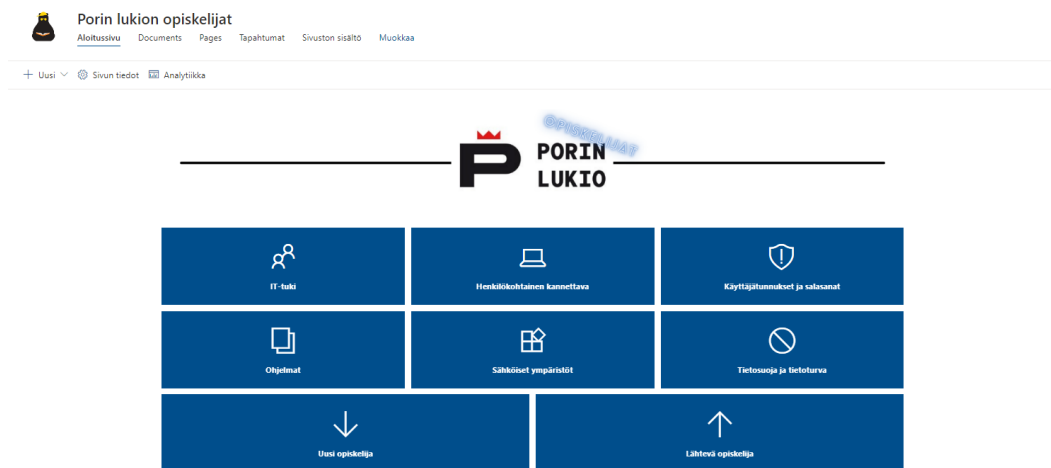 Porin lukion opiskelijat
Aloitussivu Documents Pages Tapahtumat Sivuston sisältö Muokkaa
Uusi Sivun tiedot Analytiikka
OPISKELIJAT
PORIN
LUKIO
IT-tuki Henkilökohtainen kannettava Käyttäjätunnukset ja salasanat
Ohjelmat Sähköiset ympäristöt Tietosuoja ja tietoturva
Uusi opiskelija Lähtevä opiskelija